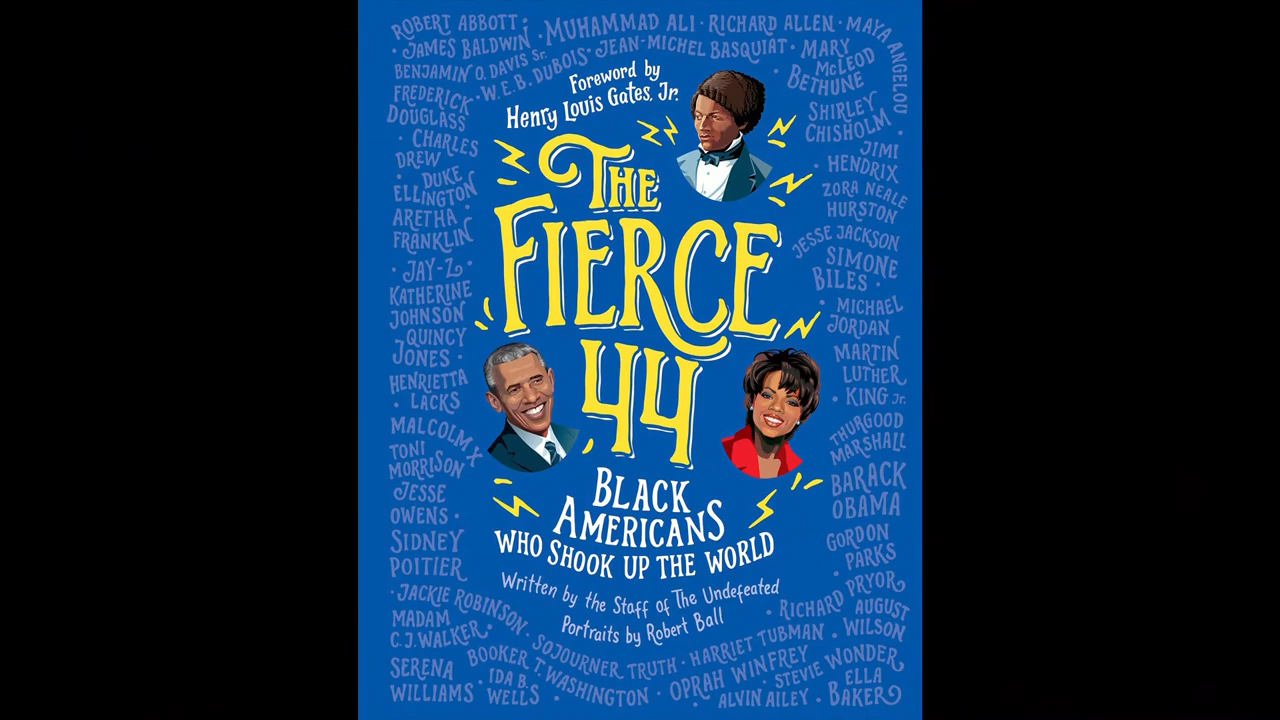 ROBERT ABBOTT · MUHAMMAD ALI · RICHARD ALLEN · MAYA ANGELOU
· JAMES BALDWIN · JEAN-MICHEL BASQUIAT · MARY McLEOD BETHUNE
BENJAMIN O. DAVIS Sr. · W.E.B. DUBOIS ·
FREDERICK
DOUGLASS
· CHARLES
DREW
· DUKE
ELLINGTON
ARETHA ·
FRANKLIN
· JAY-Z ·
KATHERINE
JOHNSON
QUINCY
JONES ·
HENRIETTA
· LACKS
MALCOLM X
TONI
MORRISON
JESSE
OWENS ·
SIDNEY
POITIER
· JACKIE ROBINSON ·
MADAM
C.J. WALKER ·
SERENA
WILLIAMS
Foreword by
Henry Louis Gates, Jr.
THE
FIERCE
44
BLACK
AMERICANS
WHO SHOOK UP THE WORLD
Written by the Staff of The Undefeated
Portraits by Robert Ball
SHIRLEY
CHISHOLM
JIMI
· HENDRIX
ZORA NEALE
HURSTON
JESSE JACKSON
SIMONE
BILES ·
· MICHAEL
JORDAN
MARTIN
LUTHER
· KING Jr.
THURGOOD
MARSHALL
BARACK
OBAMA
GORDON
· PARKS
· RICHARD PRYOR
AUGUST
· WILSON
· SOJOURNER TRUTH · HARRIET TUBMAN
BOOKER T. WASHINGTON · OPRAH WINFREY · STEVIE WONDER
· IDA B.
WELLS ·
· ALVIN AILEY ·
ELLA
BAKER ·